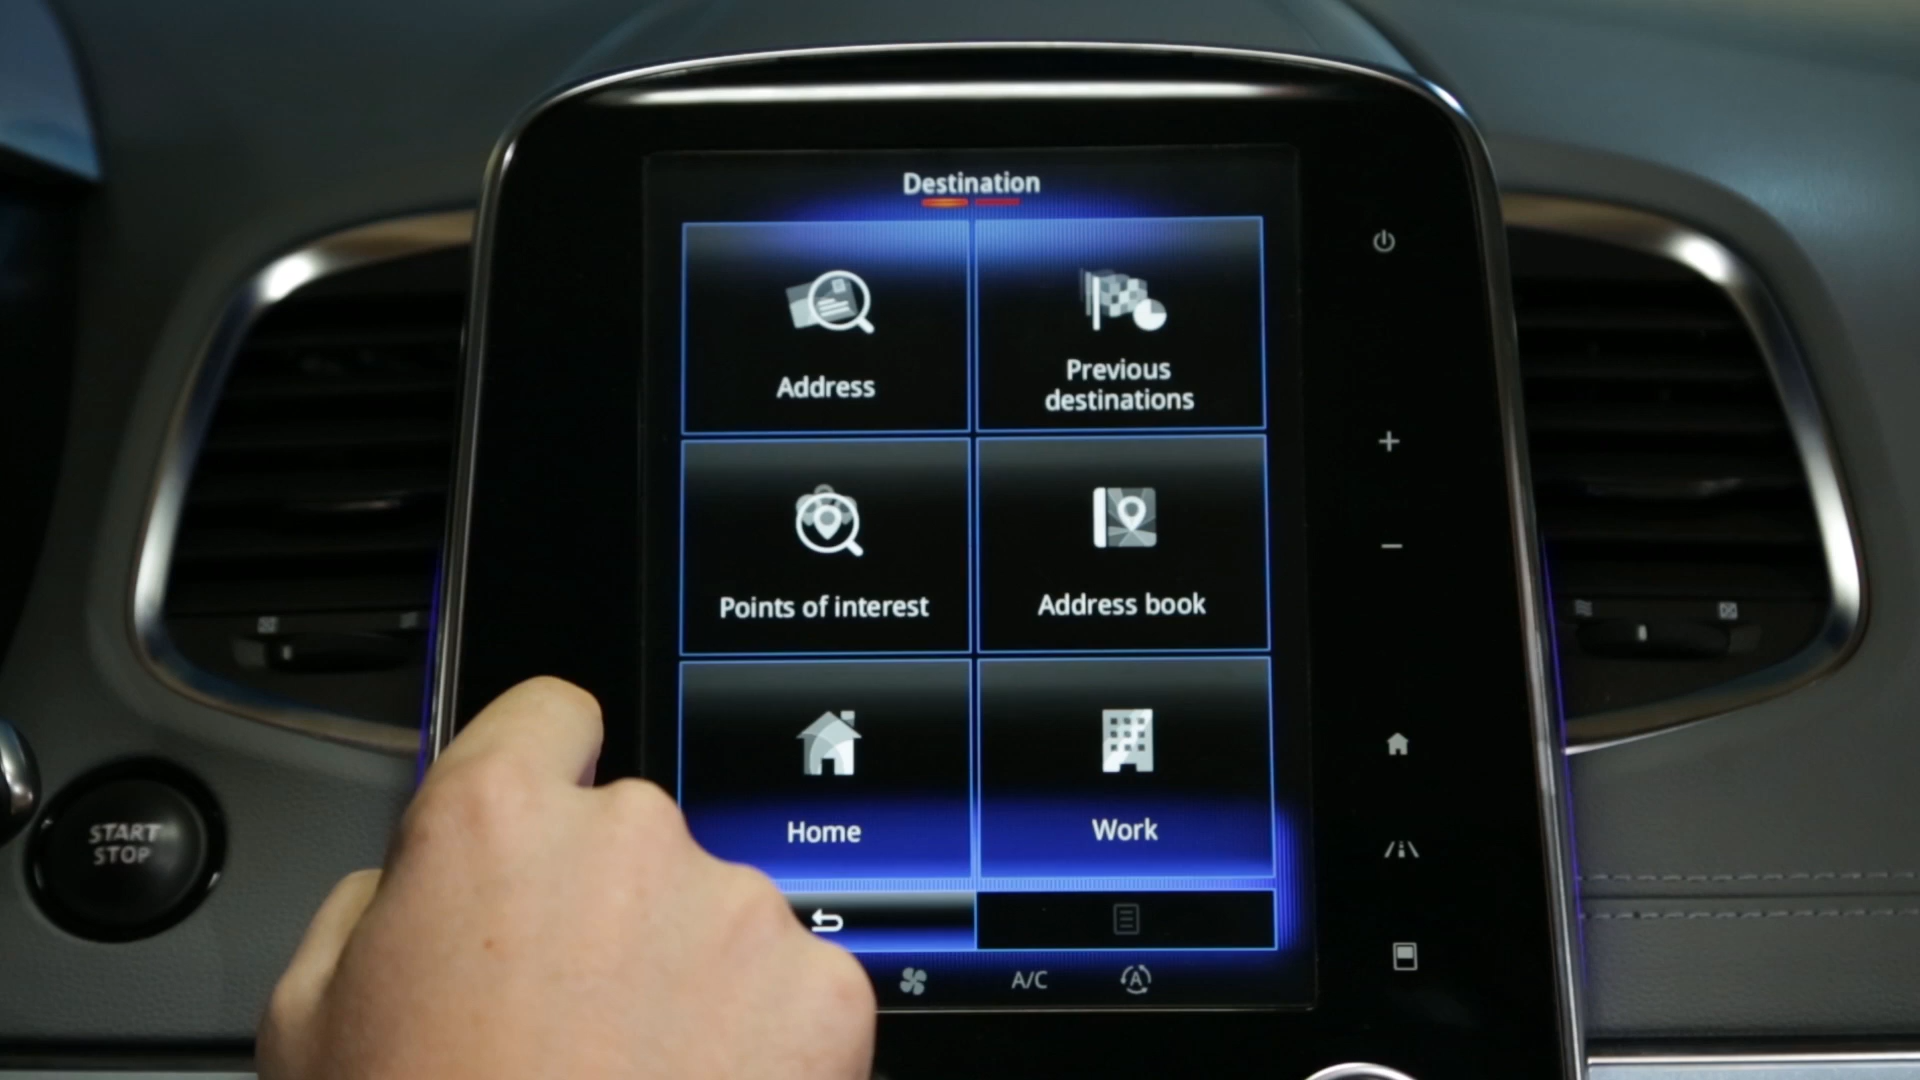 Destination
Address
Previous
destinations
Points of interest
Address book
Home
Work
A/C
A
START
STOP